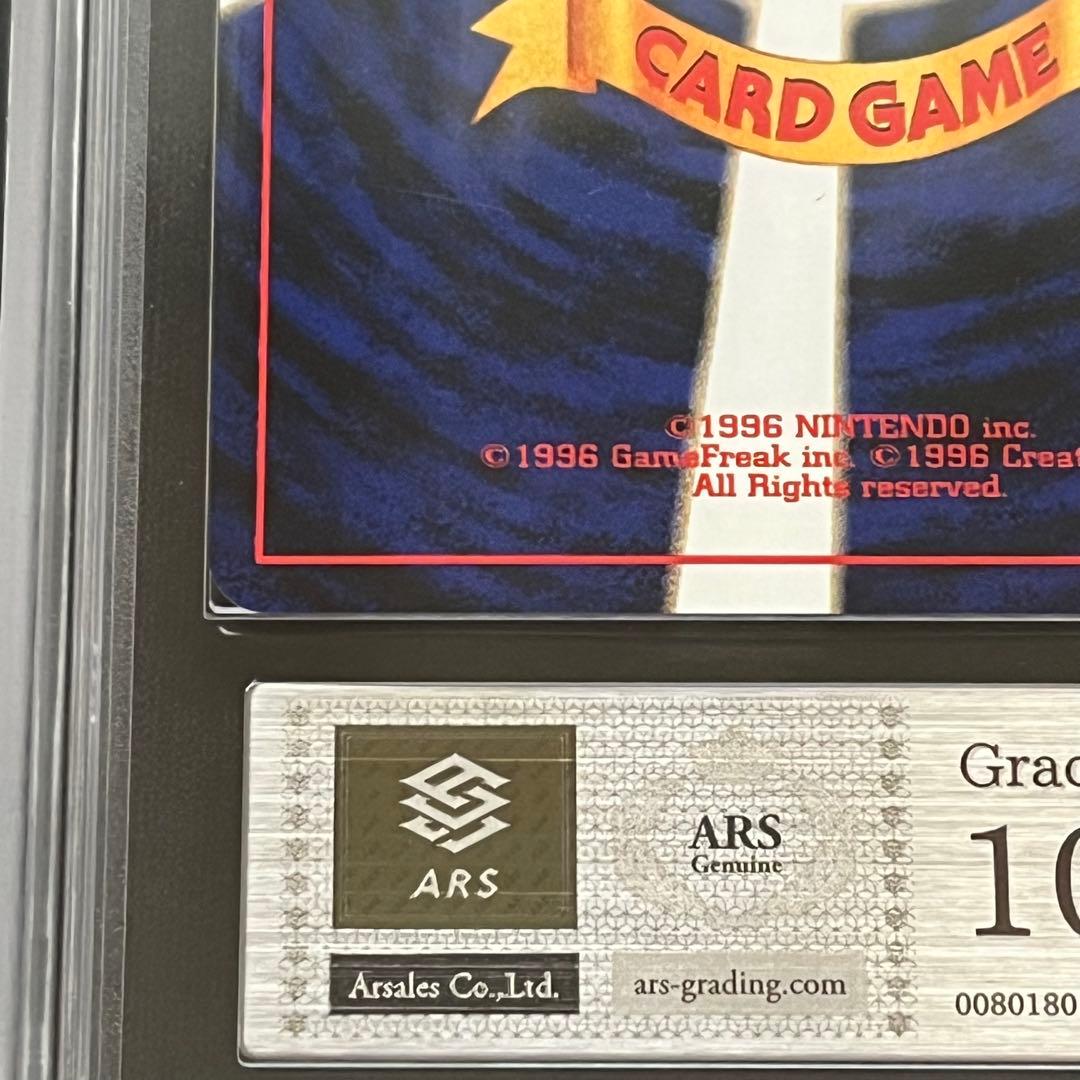 CARD GAME
©1996 NINTENDO inc.
©1996 GameFreak inc. ©1996 Creat
All Rights reserved.
ARS
Arsales Co.,Ltd.
ARS
Genuine
ars-grading.com
Grad
10
0080180